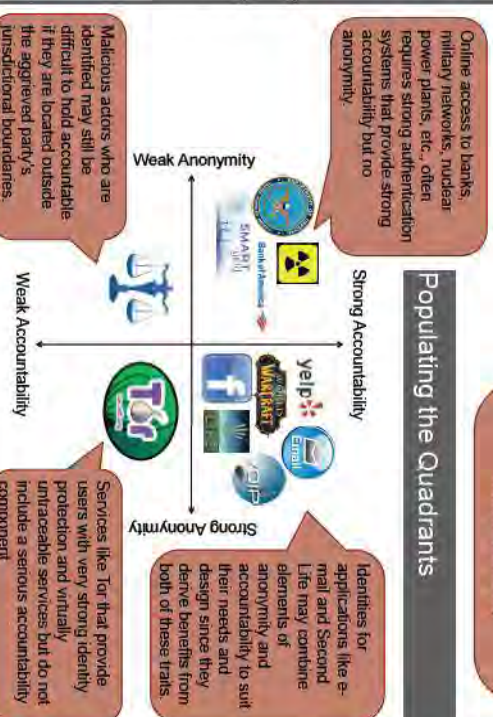 Populating the Quadrants
Online access to banks,
military networks, nuclear
power plants, etc., often
requires strong authentication
systems that provide strong
accountability but no
anonymity.
Strong Accountability
Identities for
applications like e-
mail and Second
Life may combine
elements of
anonymity and
accountability to suit
their needs and
design since they
derive benefits from
both of these traits.
SMART
Bank of America
yelp
WARCRAFT
Email
VOIP
Weak Anonymity
Strong Anonymity
Tor
Malicious actors who are
identified may still be
difficult to hold accountable
if they are located outside
the aggrieved party's
jurisdictional boundaries.
Weak Accountability
Services like Tor that provide
users with very strong identity
protection and virtually
untraceable services but do not
include a serious accountability
component